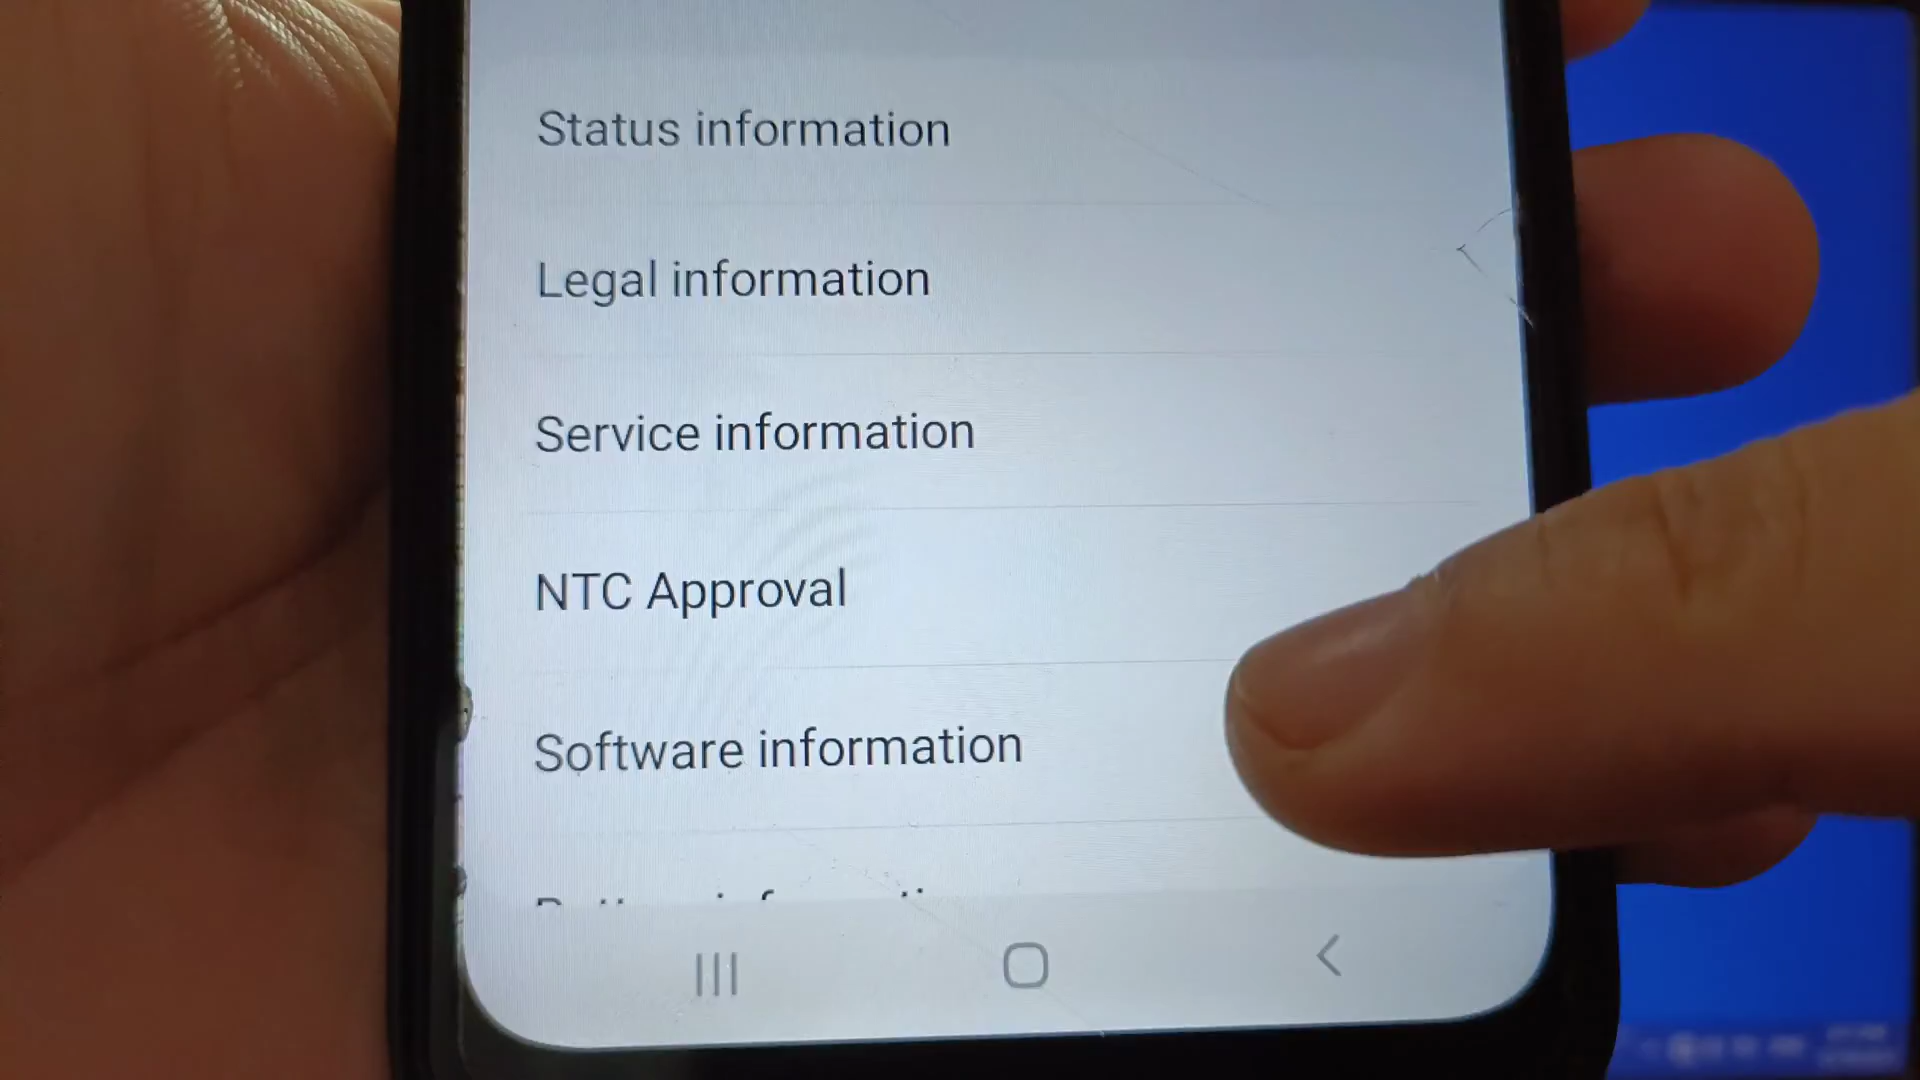 Status information
Legal information
Service information
NTC Approval
Software information